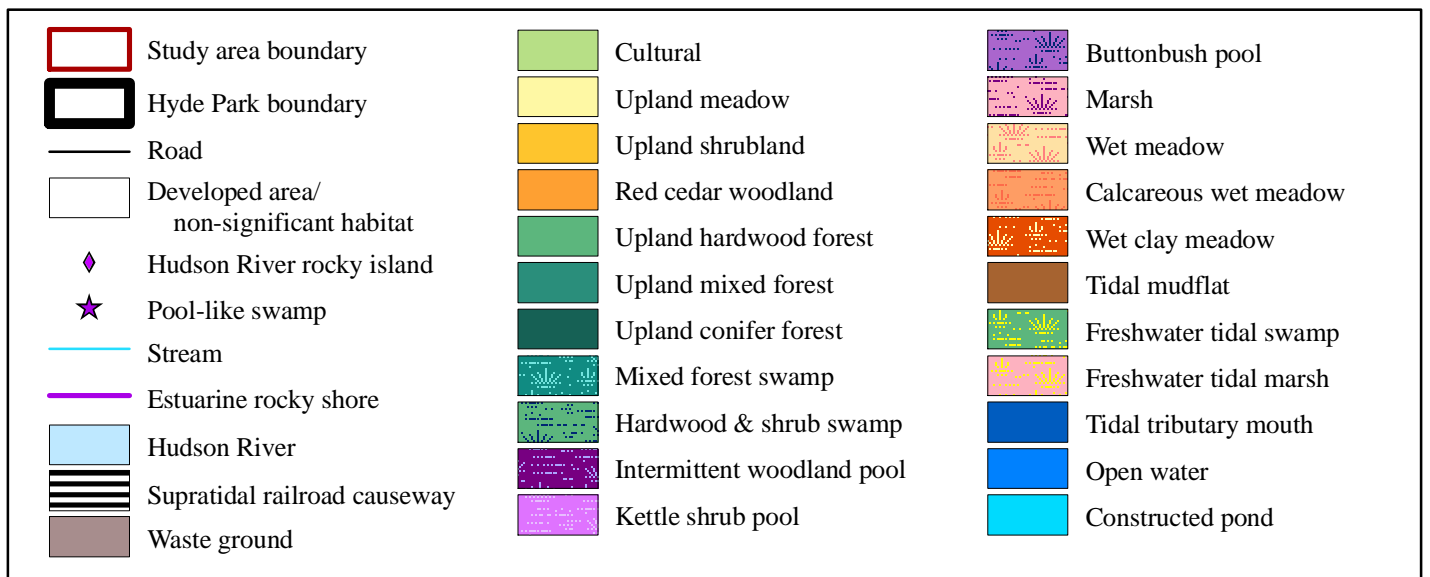 Study area boundary
Hyde Park boundary
Road
Developed area/
non-significant habitat
Hudson River rocky island
Pool-like swamp
Stream
Estuarine rocky shore
Hudson River
Supratidal railroad causeway
Waste ground
Cultural
Upland meadow
Upland shrubland
Red cedar woodland
Upland hardwood forest
Upland mixed forest
Upland conifer forest
Mixed forest swamp
Hardwood & shrub swamp
Intermittent woodland pool
Kettle shrub pool
Buttonbush pool
Marsh
Wet meadow
Calcareous wet meadow
Wet clay meadow
Tidal mudflat
Freshwater tidal swamp
Freshwater tidal marsh
Tidal tributary mouth
Open water
Constructed pond